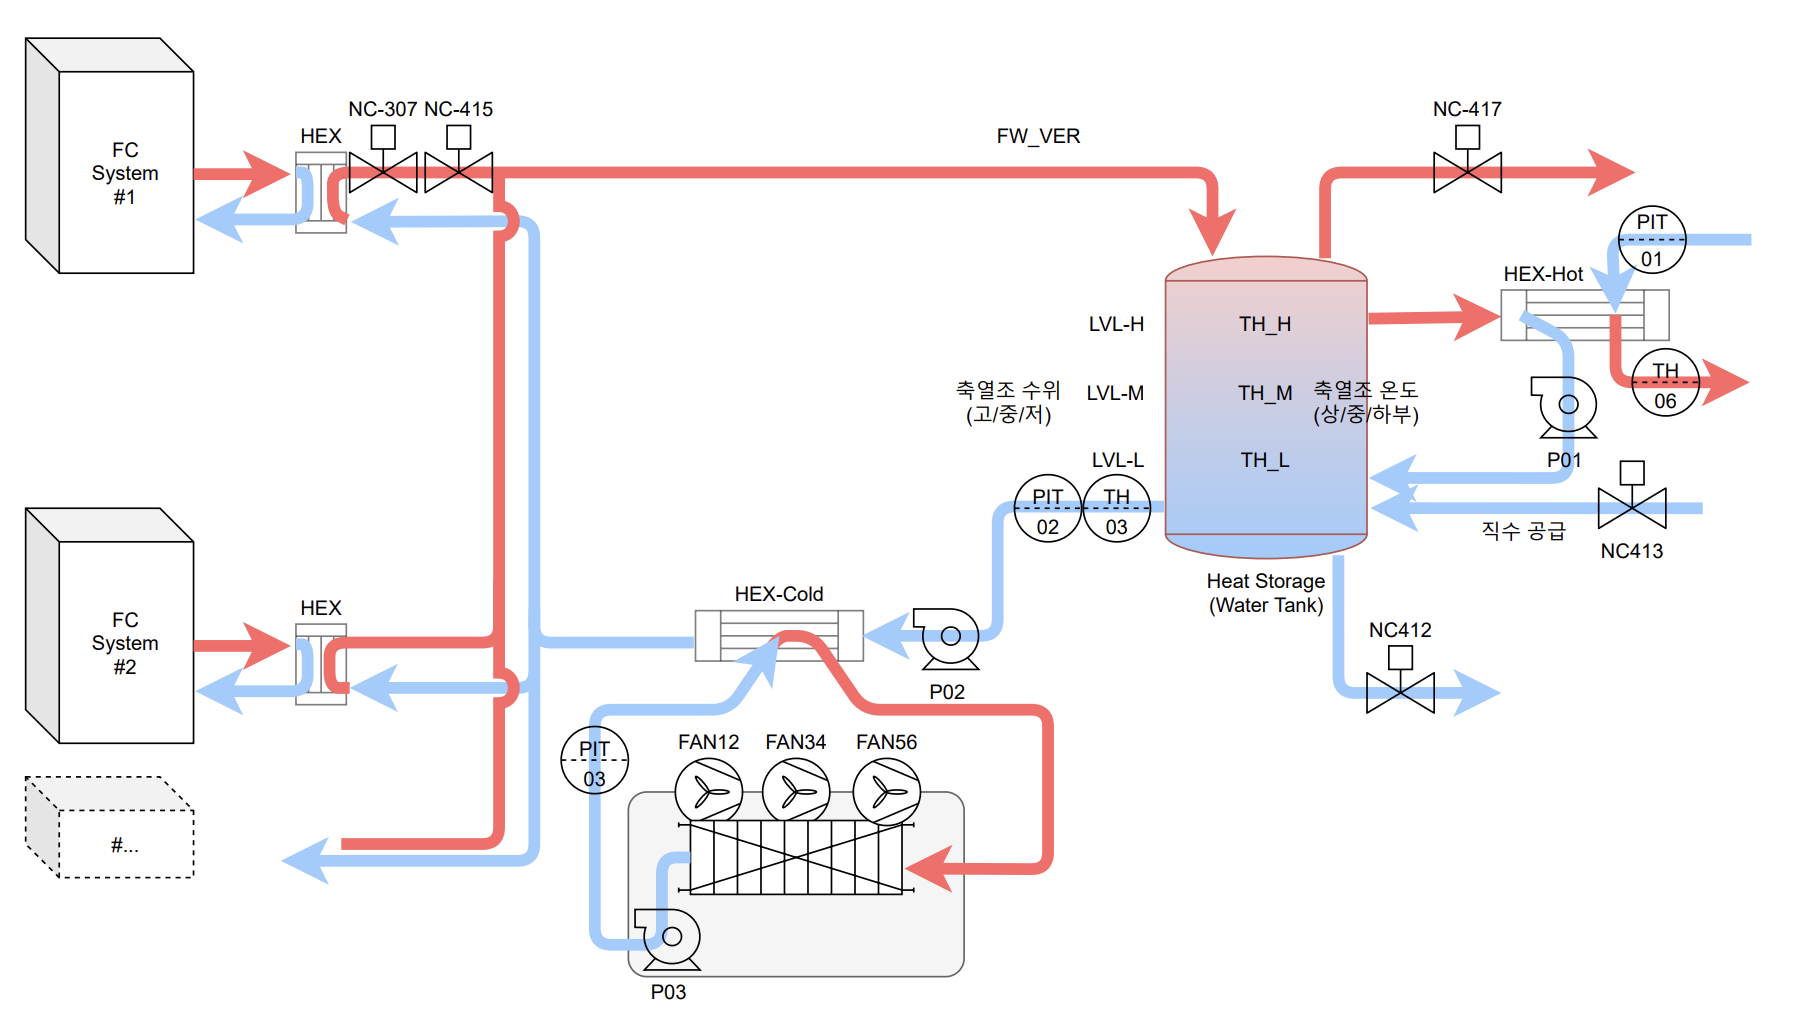 NC-307 NC-415
HEX
FC
System
#1
FW_VER
NC-417
PIT
01
HEX-Hot
LVL-H
TH_H
축열조 수위
(고/중/저)
LVL-M
TH_M
축열조 온도
(상/중/하부)
TH
06
LVL-L
TH_L
P01
PIT
02
TH
03
직수 공급
NC413
Heat Storage
(Water Tank)
HEX-Cold
P02
NC412
HEX
FC
System
#2
PIT
03
FAN12
FAN34
FAN56
#...
P03